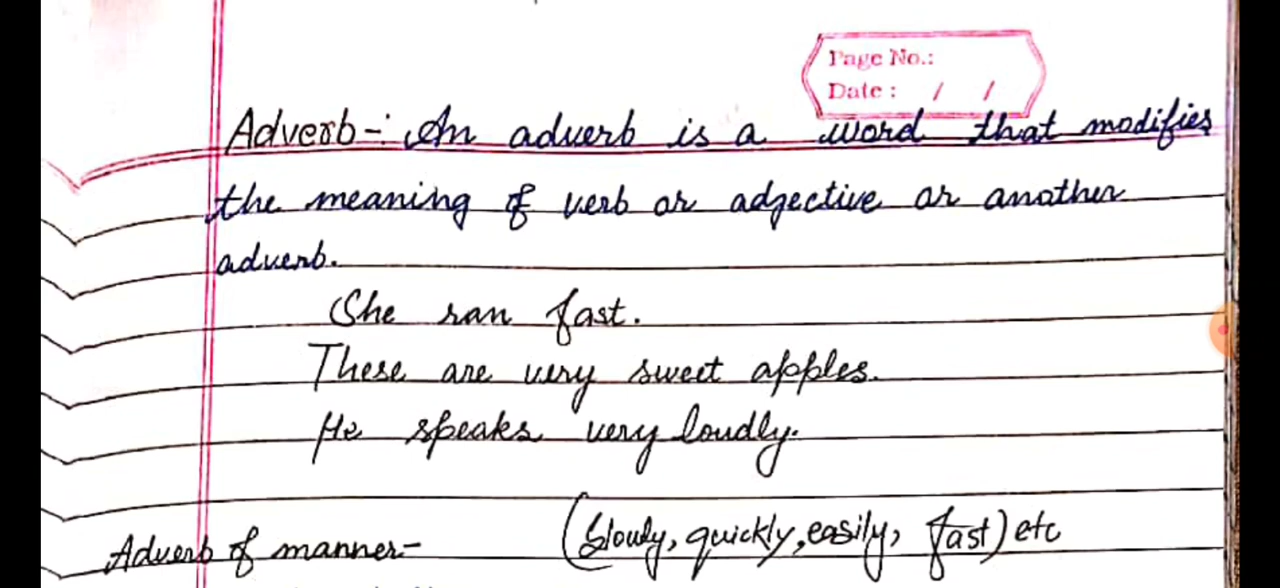 Page No.:
Date : / /
Adverb-: An adverb is a word that modifies
the meaning of verb or adjective or another
adverb.
She ran fast.
These are very sweet apples.
He speaks very loudly.
Adverb of manner- (Slowly, quickly, easily, fast) etc